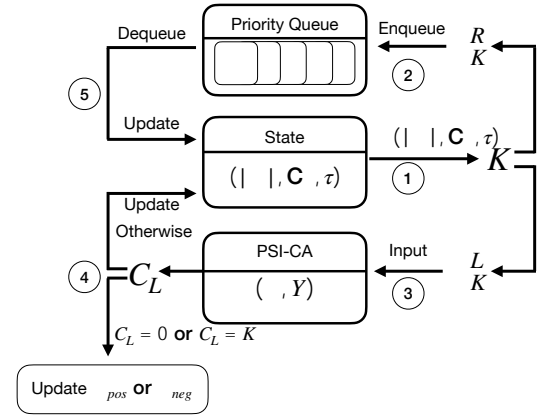 Priority Queue
Dequeue
Enqueue
R
K
2
5
Update
State
(| |, C , τ)
(| |, C , τ)
1
K
Update
Otherwise
PSI-CA
( , Y)
Input
L
K
3
4
C_L
C_L = 0 or C_L = K
Update pos or neg